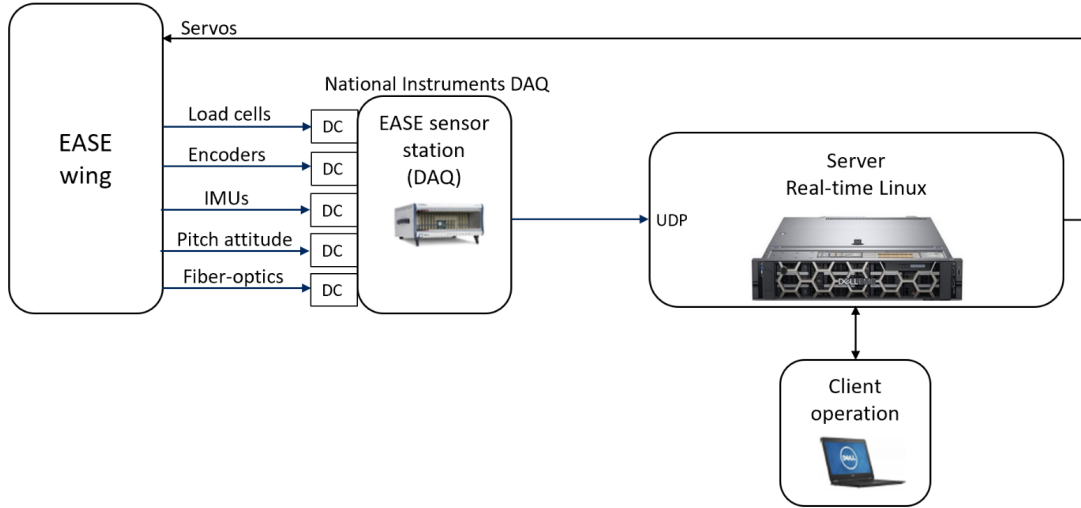 Servos
National Instruments DAQ
Load cells
DC
EASE sensor
station
(DAQ)
Encoders
DC
EASE
wing
IMUs
DC
Pitch attitude
DC
Fiber-optics
DC
UDP
Server
Real-time Linux
Client
operation
DELL